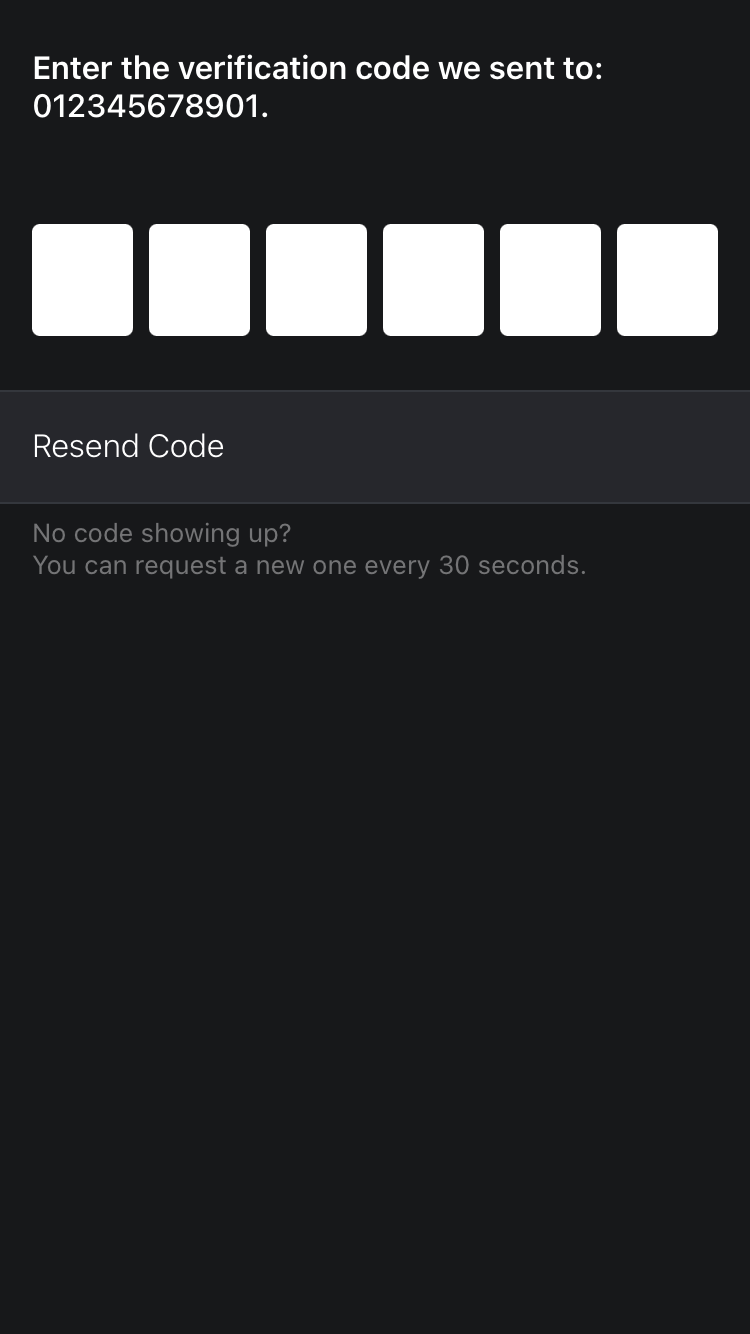 Enter the verification code we sent to:
012345678901.
Resend Code
No code showing up?
You can request a new one every 30 seconds.